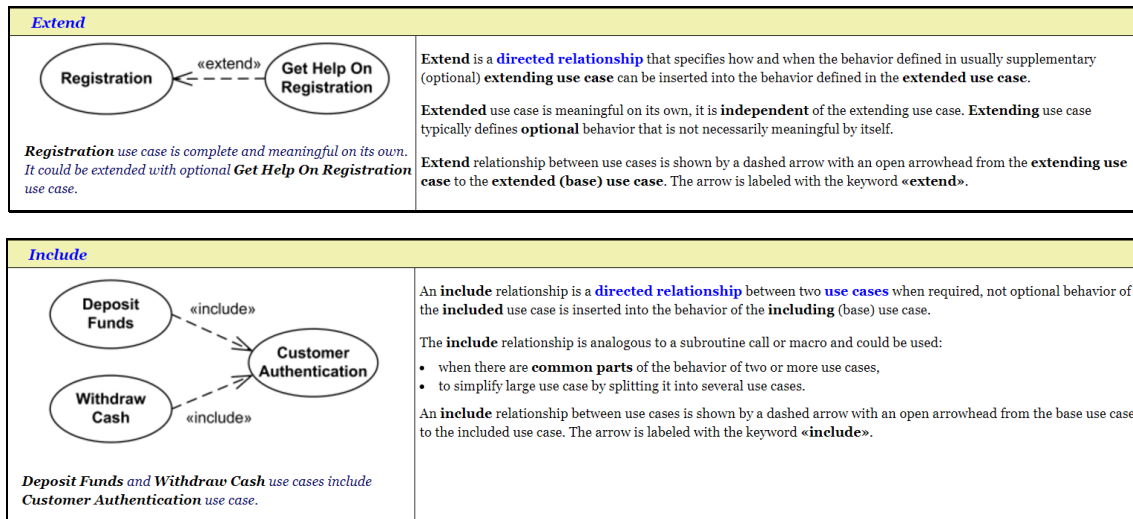 Extend
Registration
«extend»
Get Help On
Registration
Registration use case is complete and meaningful on its own.
It could be extended with optional Get Help On Registration
use case.
Extend is a directed relationship that specifies how and when the behavior defined in usually supplementary
(optional) extending use case can be inserted into the behavior defined in the extended use case.
Extended use case is meaningful on its own, it is independent of the extending use case. Extending use case
typically defines optional behavior that is not necessarily meaningful by itself.
Extend relationship between use cases is shown by a dashed arrow with an open arrowhead from the extending use
case to the extended (base) use case. The arrow is labeled with the keyword «extend».
Include
Deposit
Funds
«include»
Customer
Authentication
Withdraw
Cash
«include»
Deposit Funds and Withdraw Cash use cases include
Customer Authentication use case.
An include relationship is a directed relationship between two use cases when required, not optional behavior of
the included use case is inserted into the behavior of the including (base) use case.
The include relationship is analogous to a subroutine call or macro and could be used:
• when there are common parts of the behavior of two or more use cases,
• to simplify large use case by splitting it into several use cases.
An include relationship between use cases is shown by a dashed arrow with an open arrowhead from the base use case
to the included use case. The arrow is labeled with the keyword «include».